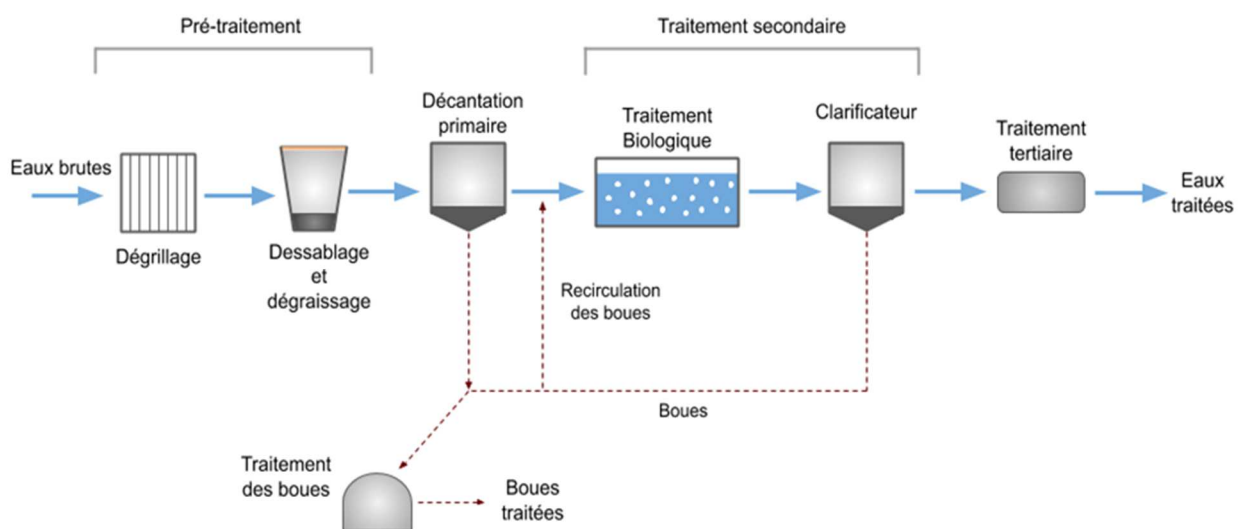 Pré-traitement
Traitement secondaire
Eaux brutes
Dégrillage
Dessablage
et
dégraissage
Décantation
primaire
Traitement
Biologique
Clarificateur
Traitement
tertiaire
Eaux
traitées
Recirculation
des boues
Boues
Traitement
des boues
Boues
traitées